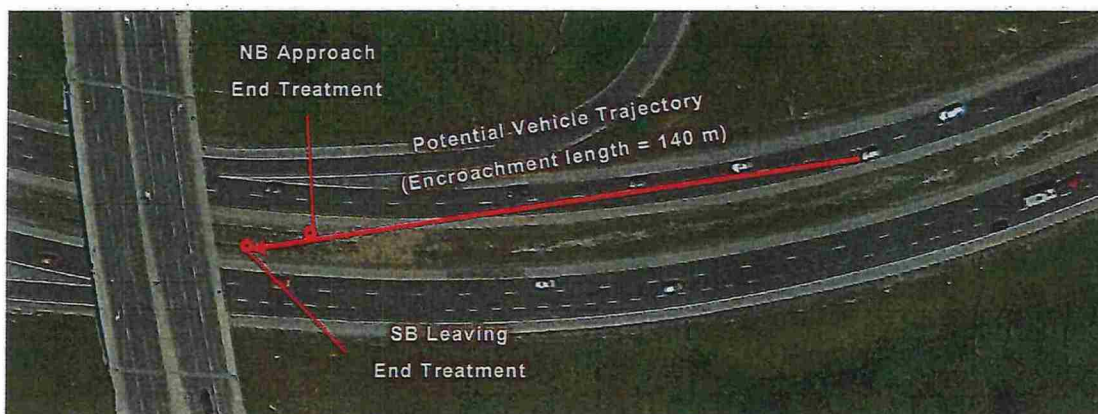 NB Approach
End Treatment
Potential Vehicle Trajectory
(Encroachment length = 140 m)
SB Leaving
End Treatment